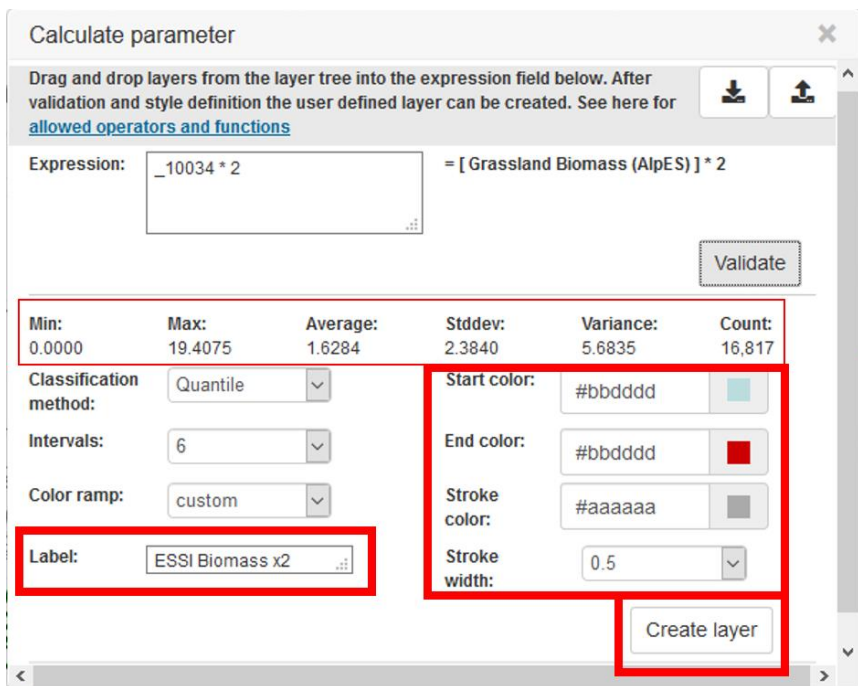 Calculate parameter
Drag and drop layers from the layer tree into the expression field below. After
validation and style definition the user defined layer can be created. See here for
allowed operators and functions
Expression: _10034 * 2 = [ Grassland Biomass (AlpES) ] * 2
Validate
Min: Max: Average: Stddev: Variance: Count:
0.0000 19.4075 1.6284 2.3840 5.6835 16,817
Classification method: Quantile Start color: #bbdddd
Intervals: 6 End color: #bbdddd
Color ramp: custom Stroke color: #aaaaaa
Label: ESSI Biomass x2 Stroke width: 0.5
Create layer